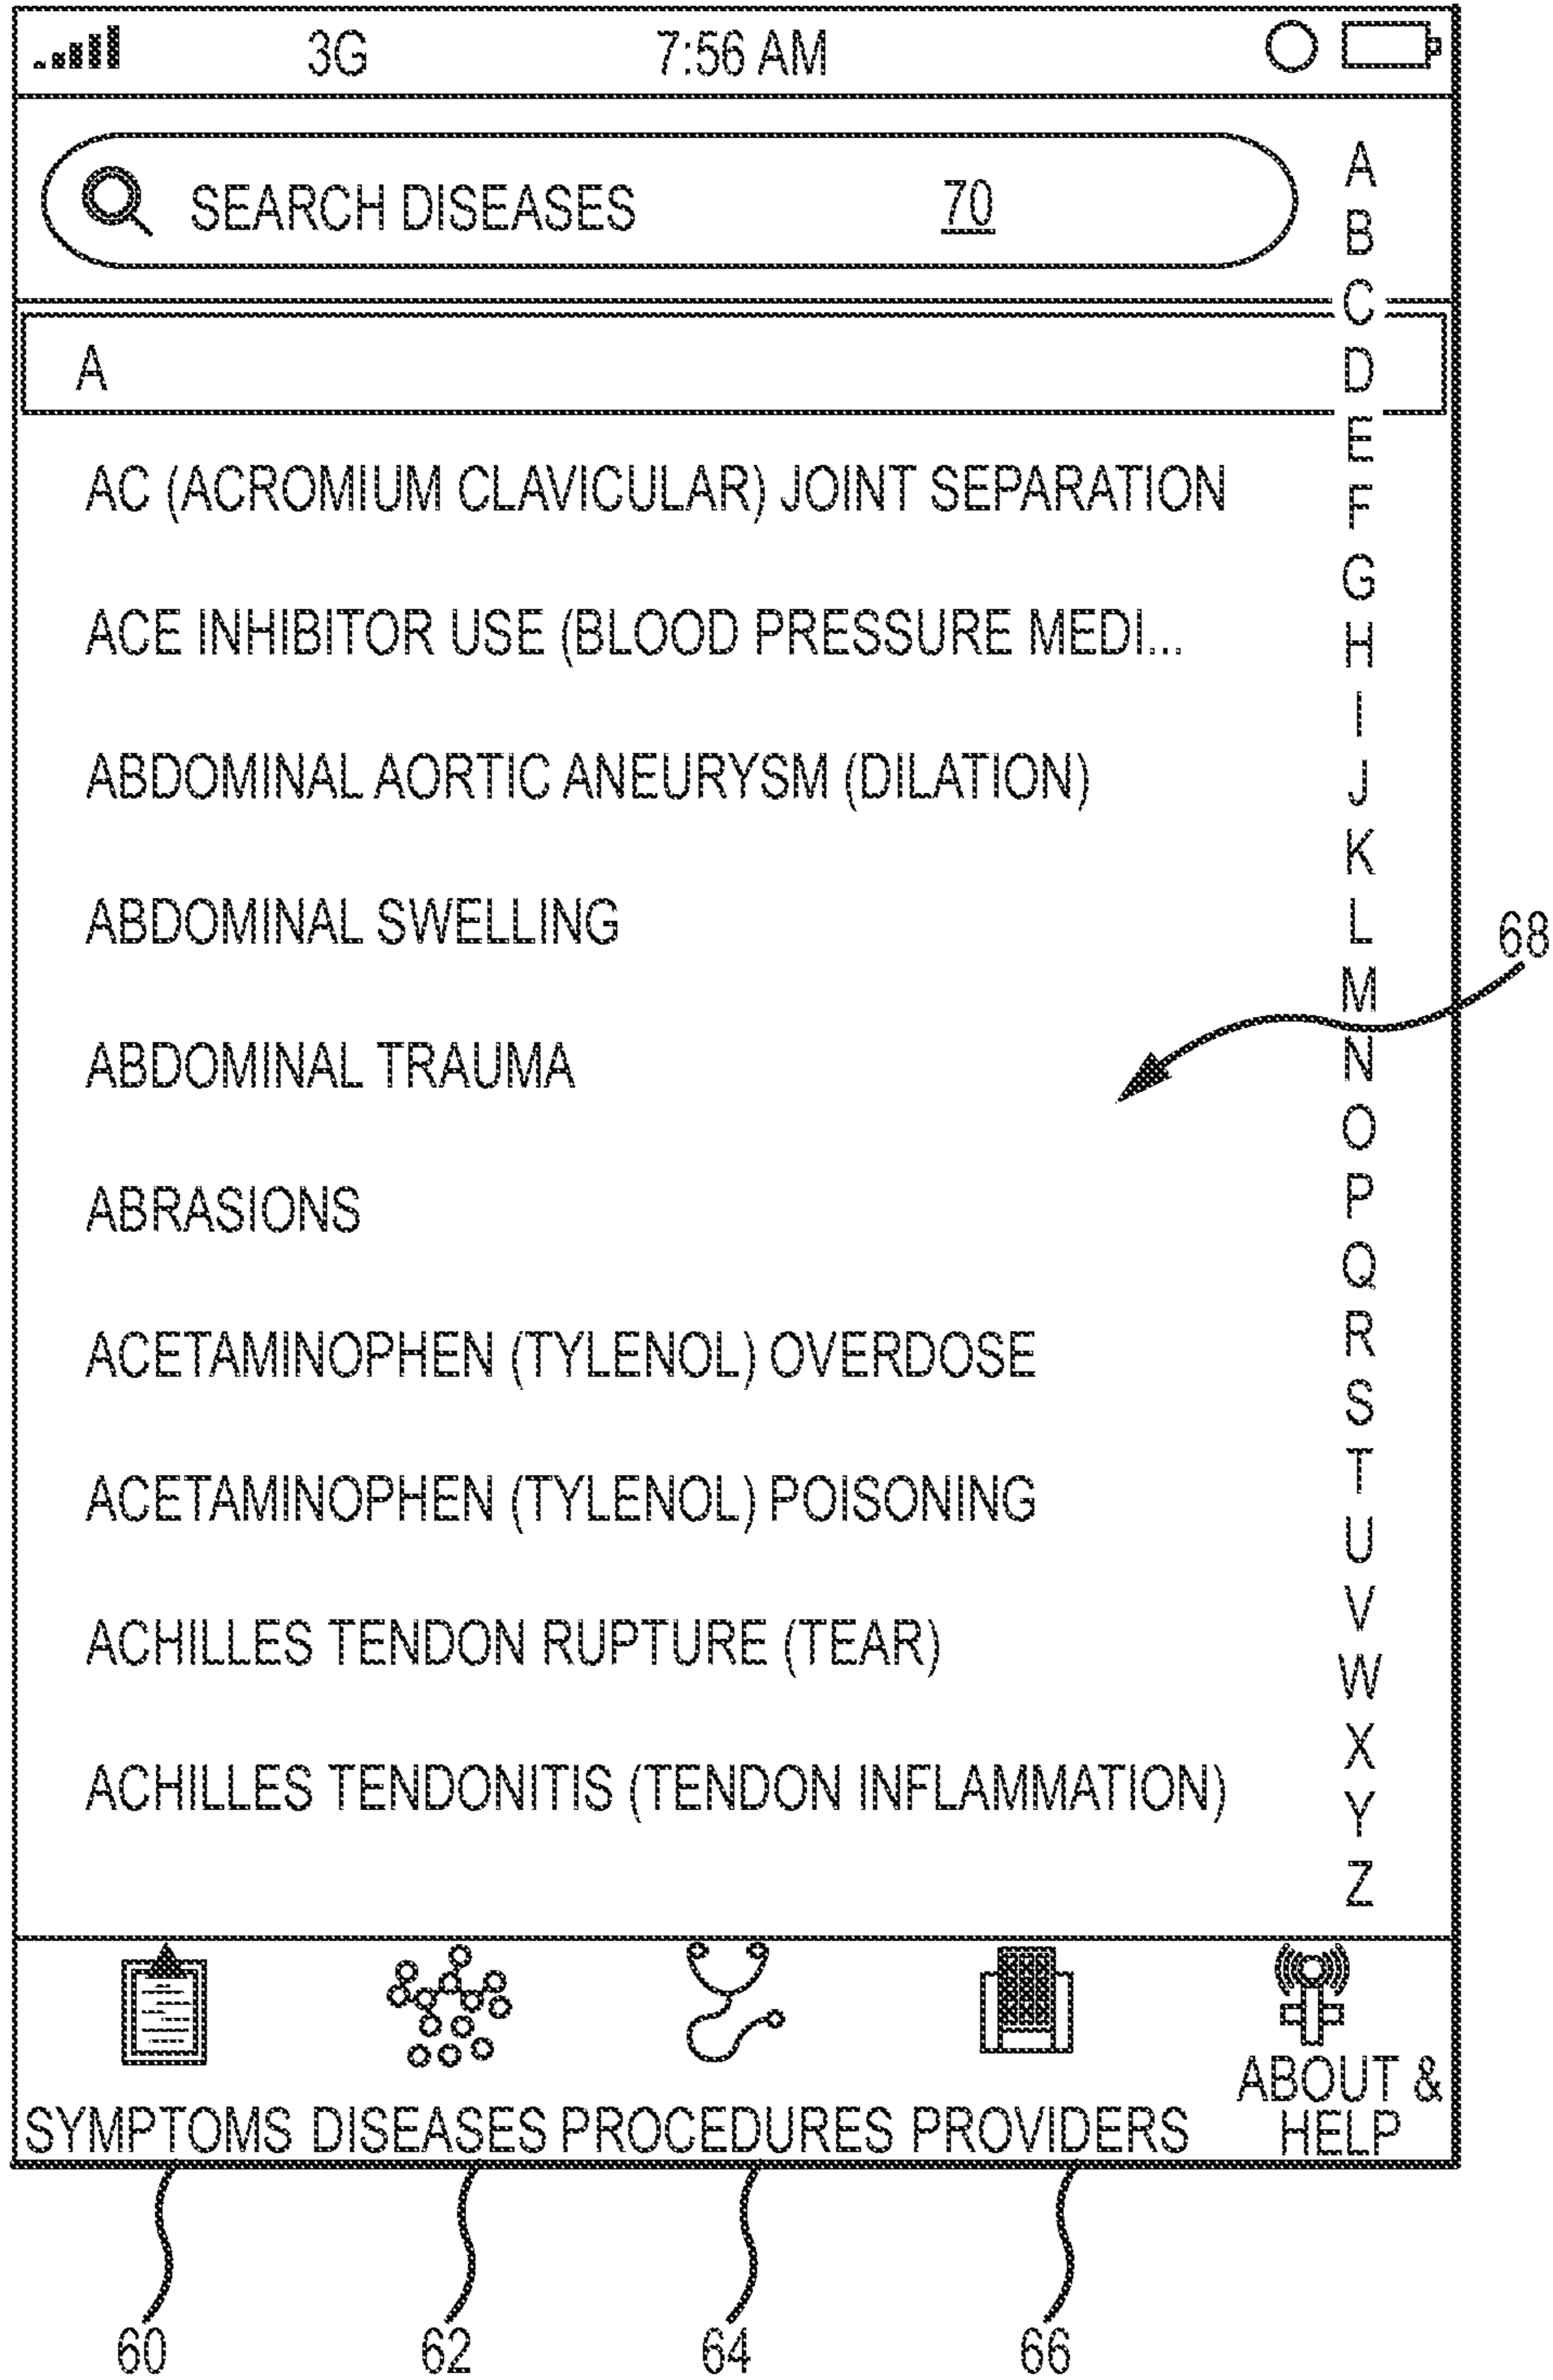 3G 7:56 AM
SEARCH DISEASES 70
A
AC (ACROMIUM CLAVICULAR) JOINT SEPARATION
ACE INHIBITOR USE (BLOOD PRESSURE MEDI...
ABDOMINAL AORTIC ANEURYSM (DILATION)
ABDOMINAL SWELLING
ABDOMINAL TRAUMA
ABRASIONS
ACETAMINOPHEN (TYLENOL) OVERDOSE
ACETAMINOPHEN (TYLENOL) POISONING
ACHILLES TENDON RUPTURE (TEAR)
ACHILLES TENDONITIS (TENDON INFLAMMATION)
A
B
C
D
E
F
G
H
I
J
K
L
M
N
O
P
Q
R
S
T
U
V
W
X
Y
Z
68
SYMPTOMS DISEASES PROCEDURES PROVIDERS
ABOUT &
HELP
60 62 64 66